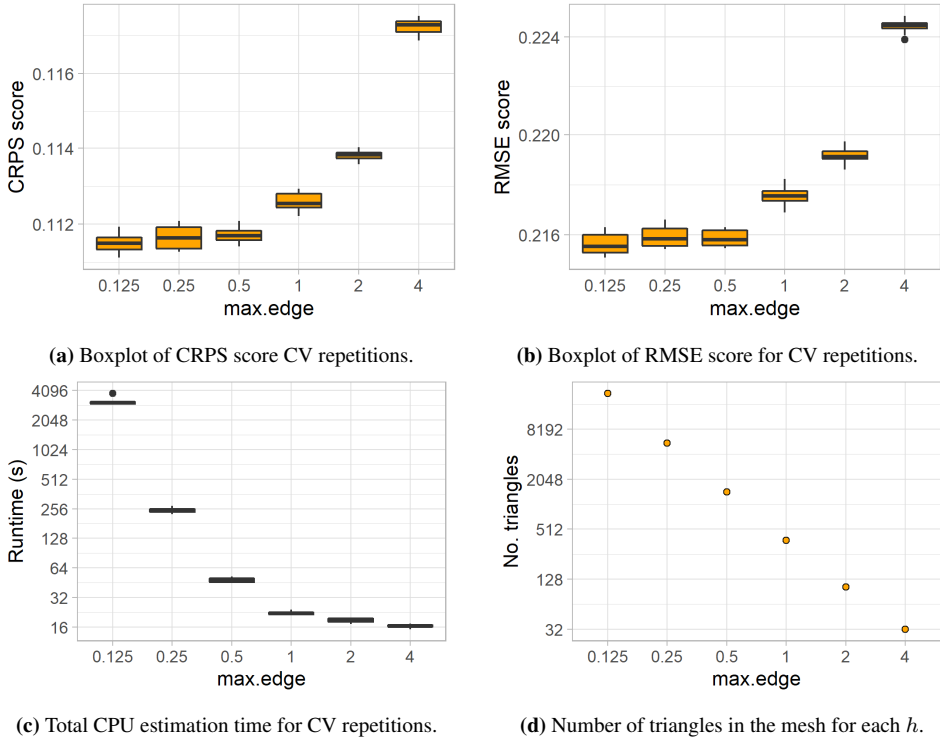 CRPS score
0.116
0.114
0.112
0.125 0.25 0.5 1 2 4
max.edge
(a) Boxplot of CRPS score CV repetitions.
RMSE score
0.224
0.220
0.216
0.125 0.25 0.5 1 2 4
max.edge
(b) Boxplot of RMSE score for CV repetitions.
Runtime (s)
4096
2048
1024
512
256
128
64
32
16
0.125 0.25 0.5 1 2 4
max.edge
(c) Total CPU estimation time for CV repetitions.
No. triangles
8192
2048
512
128
32
0.125 0.25 0.5 1 2 4
max.edge
(d) Number of triangles in the mesh for each h.